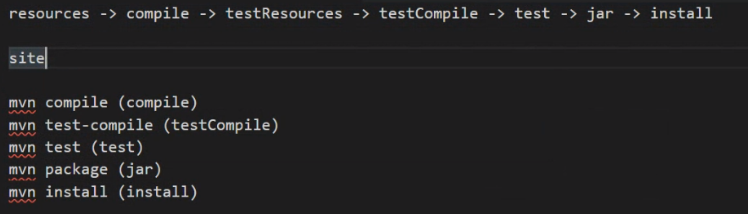 resources -> compile -> testResources -> testCompile -> test -> jar -> install
site
mvn compile (compile)
mvn test-compile (testCompile)
mvn test (test)
mvn package (jar)
mvn install (install)